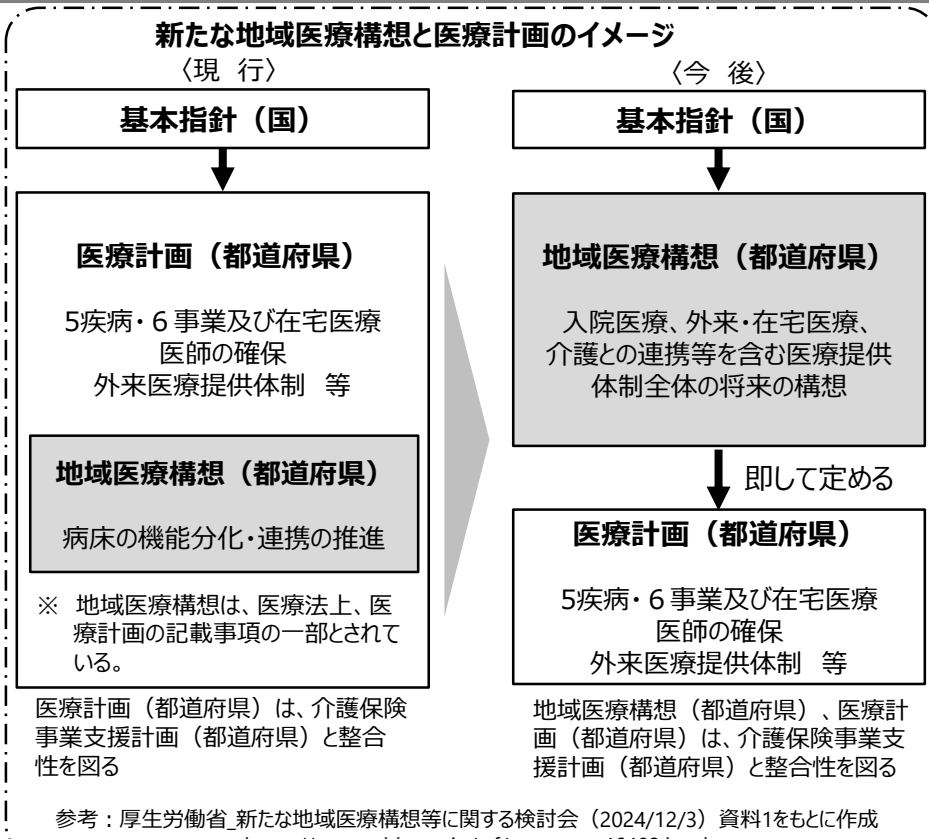 新たな地域医療構想と医療計画のイメージ
〈現 行〉
基本指針（国）
医療計画（都道府県）
5疾病・６事業及び在宅医療
医師の確保
外来医療提供体制 等
地域医療構想（都道府県）
病床の機能分化・連携の推進
※ 地域医療構想は、医療法上、医
療計画の記載事項の一部とされて
いる。
医療計画（都道府県）は、介護保険
事業支援計画（都道府県）と整合
性を図る
〈今 後〉
基本指針（国）
地域医療構想（都道府県）
入院医療、外来・在宅医療、
介護との連携等を含む医療提供
体制全体の将来の構想
即して定める
医療計画（都道府県）
5疾病・６事業及び在宅医療
医師の確保
外来医療提供体制 等
地域医療構想（都道府県）、医療計
画（都道府県）は、介護保険事業支
援計画（都道府県）と整合性を図る
参考：厚生労働省_新たな地域医療構想等に関する検討会（2024/12/3）資料1をもとに作成